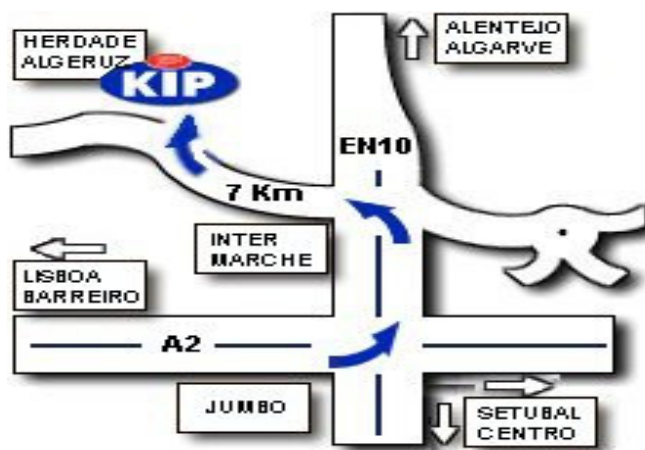 HERDADE
ALGERUZ
KIP
ALENTEJO
ALGARVE
EN10
7 Km
INTER
MARCHE
LISBOA
BARREIRO
A2
JUMBO
SETUBAL
CENTRO